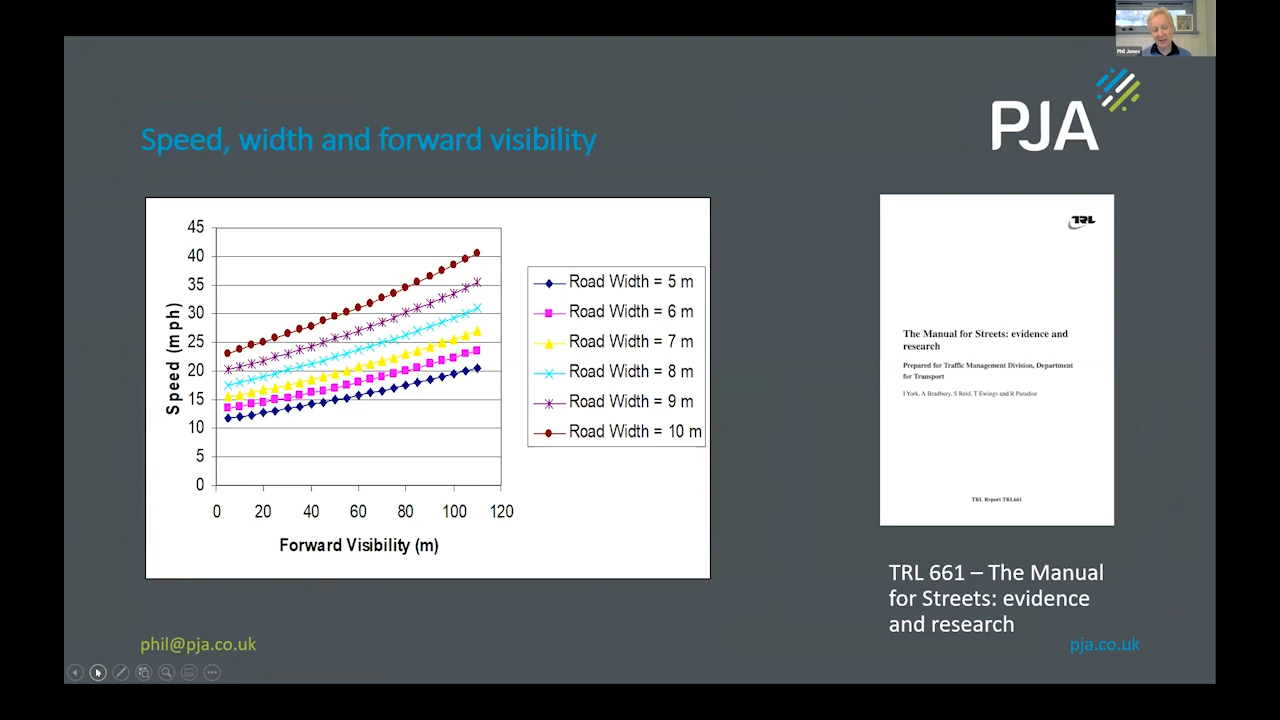 Phil Jones
PJA
Speed, width and forward visibility
45
40
35
30
25
20
15
10
5
0
Speed (mph)
0 20 40 60 80 100 120
Forward Visibility (m)
Road Width = 5 m
Road Width = 6 m
Road Width = 7 m
Road Width = 8 m
Road Width = 9 m
Road Width = 10 m
TRL
The Manual for Streets: evidence and
research
Prepared for Traffic Management Division, Department
for Transport
I York, A Bradbury, S Reid, T Ewings and R Paradise
TRL Report TRL661
TRL 661 – The Manual
for Streets: evidence
and research
phil@pja.co.uk
pja.co.uk